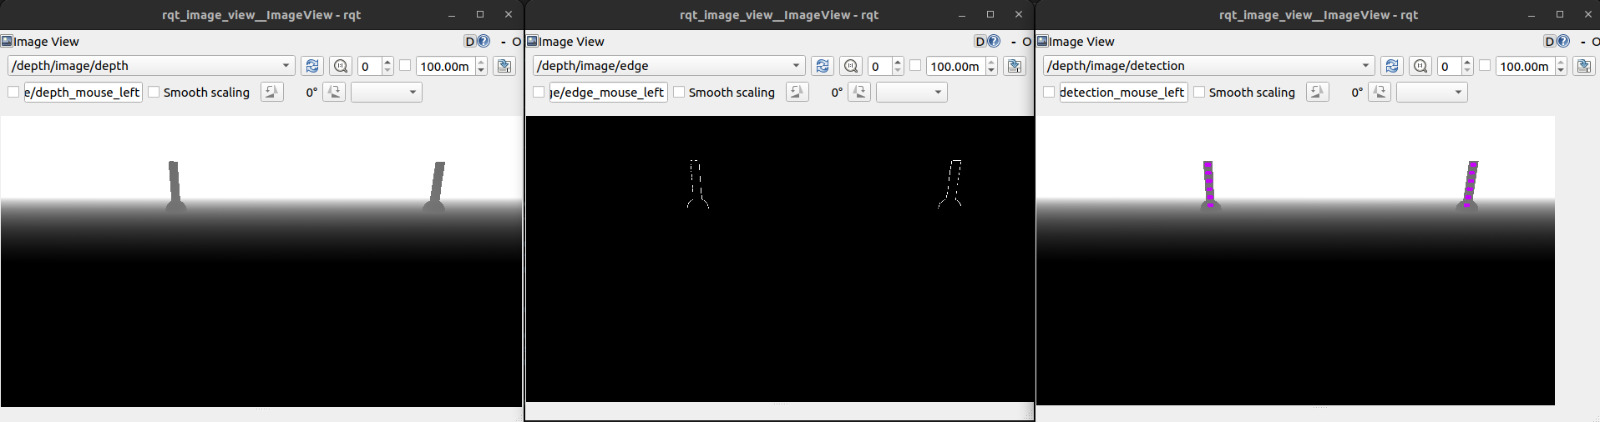 rqt_image_view__ImageView - rqt
Image View
D
- O
/depth/image/depth
0
100.00m
e/depth_mouse_left
Smooth scaling
0°
rqt_image_view__ImageView - rqt
Image View
D
- O
/depth/image/edge
0
100.00m
ge/edge_mouse_left
Smooth scaling
0°
rqt_image_view__ImageView - rqt
Image View
D
- O
/depth/image/detection
0
100.00m
detection_mouse_left
Smooth scaling
0°